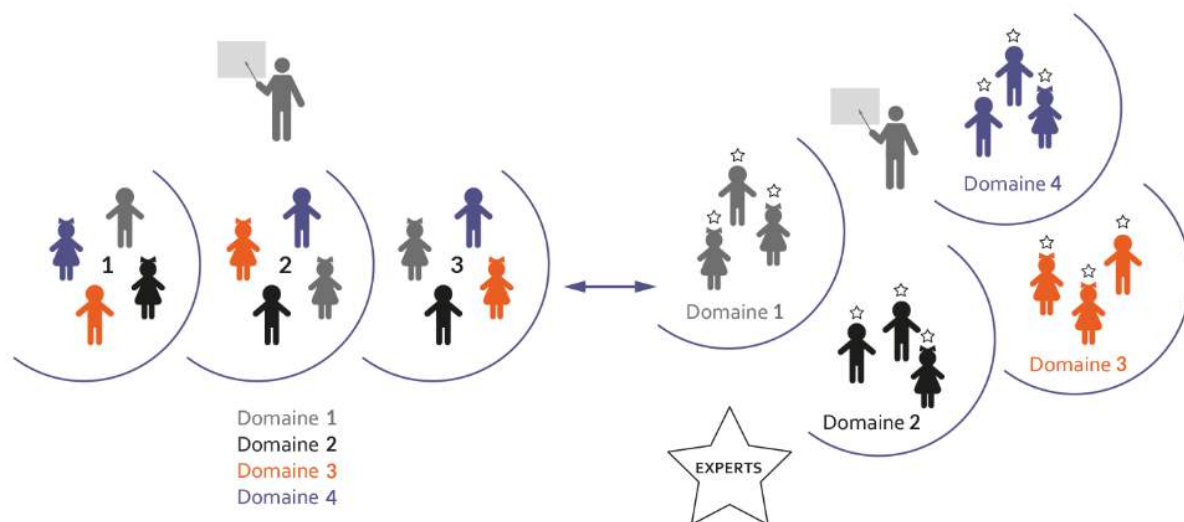 1
2
3
Domaine 1
Domaine 2
Domaine 3
Domaine 4
Domaine 4
Domaine 1
Domaine 3
Domaine 2
EXPERTS